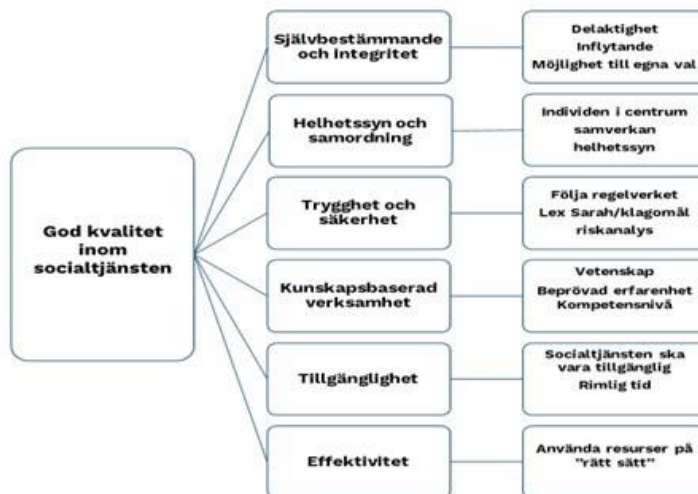 God kvalitet
inom
socialtjänsten
Självbestämmande
och integritet
Delaktighet
Inflytande
Möjlighet till egna val
Helhetssyn och
samordning
Individen i centrum
samverkan
helhetssyn
Trygghet och
säkerhet
Följa regelverket
Lex Sarah/klagomål
riskanalys
Kunskapsbaserad
verksamhet
Vetenskap
Beprövad erfarenhet
Kompetensnivå
Tillgänglighet
Socialtjänsten ska
vara tillgänglig
Rimlig tid
Effektivitet
Använda resurser på
"rätt sätt"